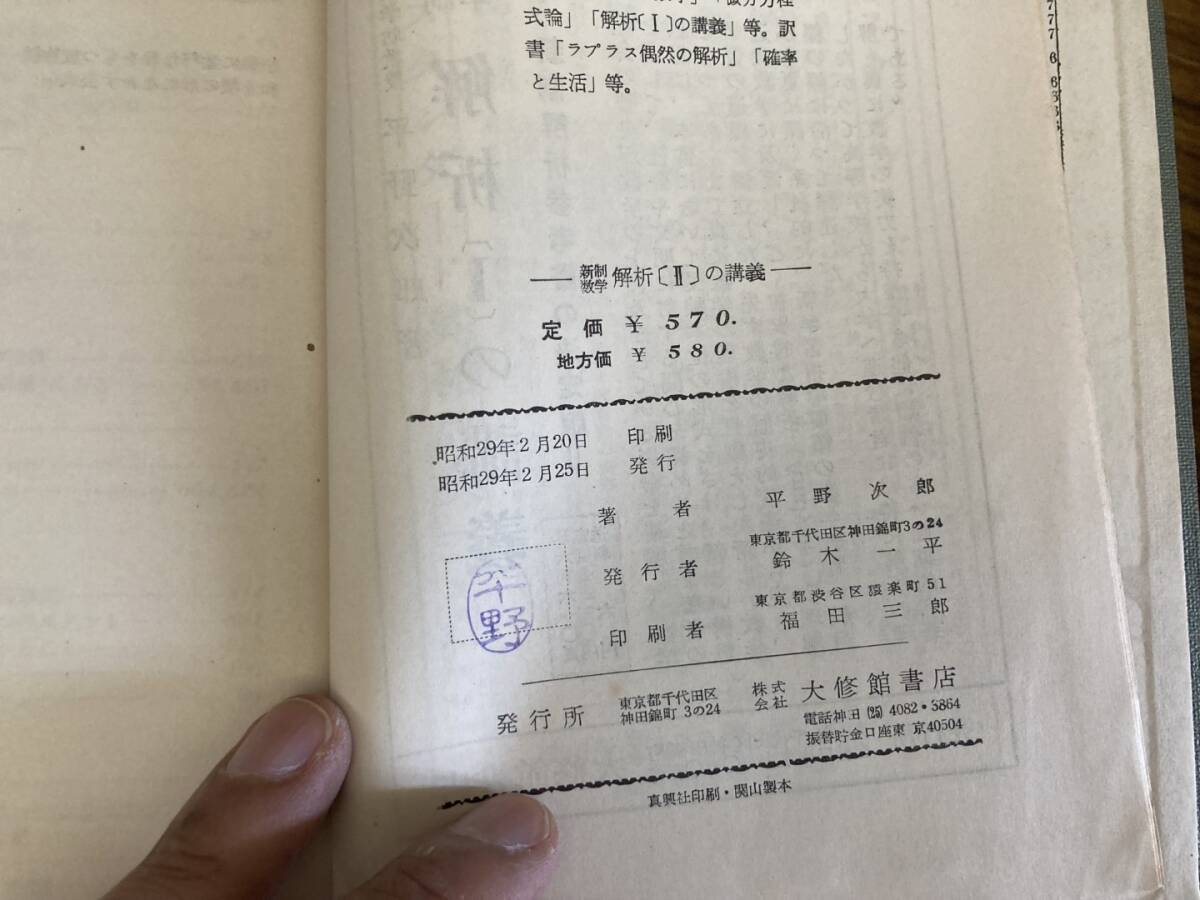 式論」「解析〔Ⅰ〕の講義」等。訳
書「ラプラス偶然の解析」「確率
と生活」等。
新制数学 解析〔Ⅱ〕の講義
定価 ¥ 570.
地方価 ¥ 580.
昭和29年2月20日 印刷
昭和29年2月25日 発行
著者 平野次郎
東京都千代田区神田錦町3の24
発行者 鈴木一平
東京都渋谷区猿楽町51
印刷者 福田三郎
平野
発行所 東京都千代田区神田錦町3の24 株式会社 大修館書店
電話神田(25)4082・3864
振替貯金口座東京40504
真興社印刷・関山製本